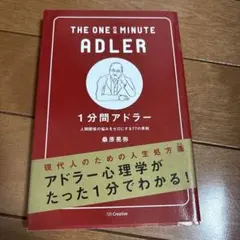 THE ONE MINUTE
ADLER
1分間アドラー
人間関係の悩みをゼロにする77の原則
桑原晃弥
現代人のための人生処方箋
アドラー心理学が
たった1分でわかる!
SB Creative